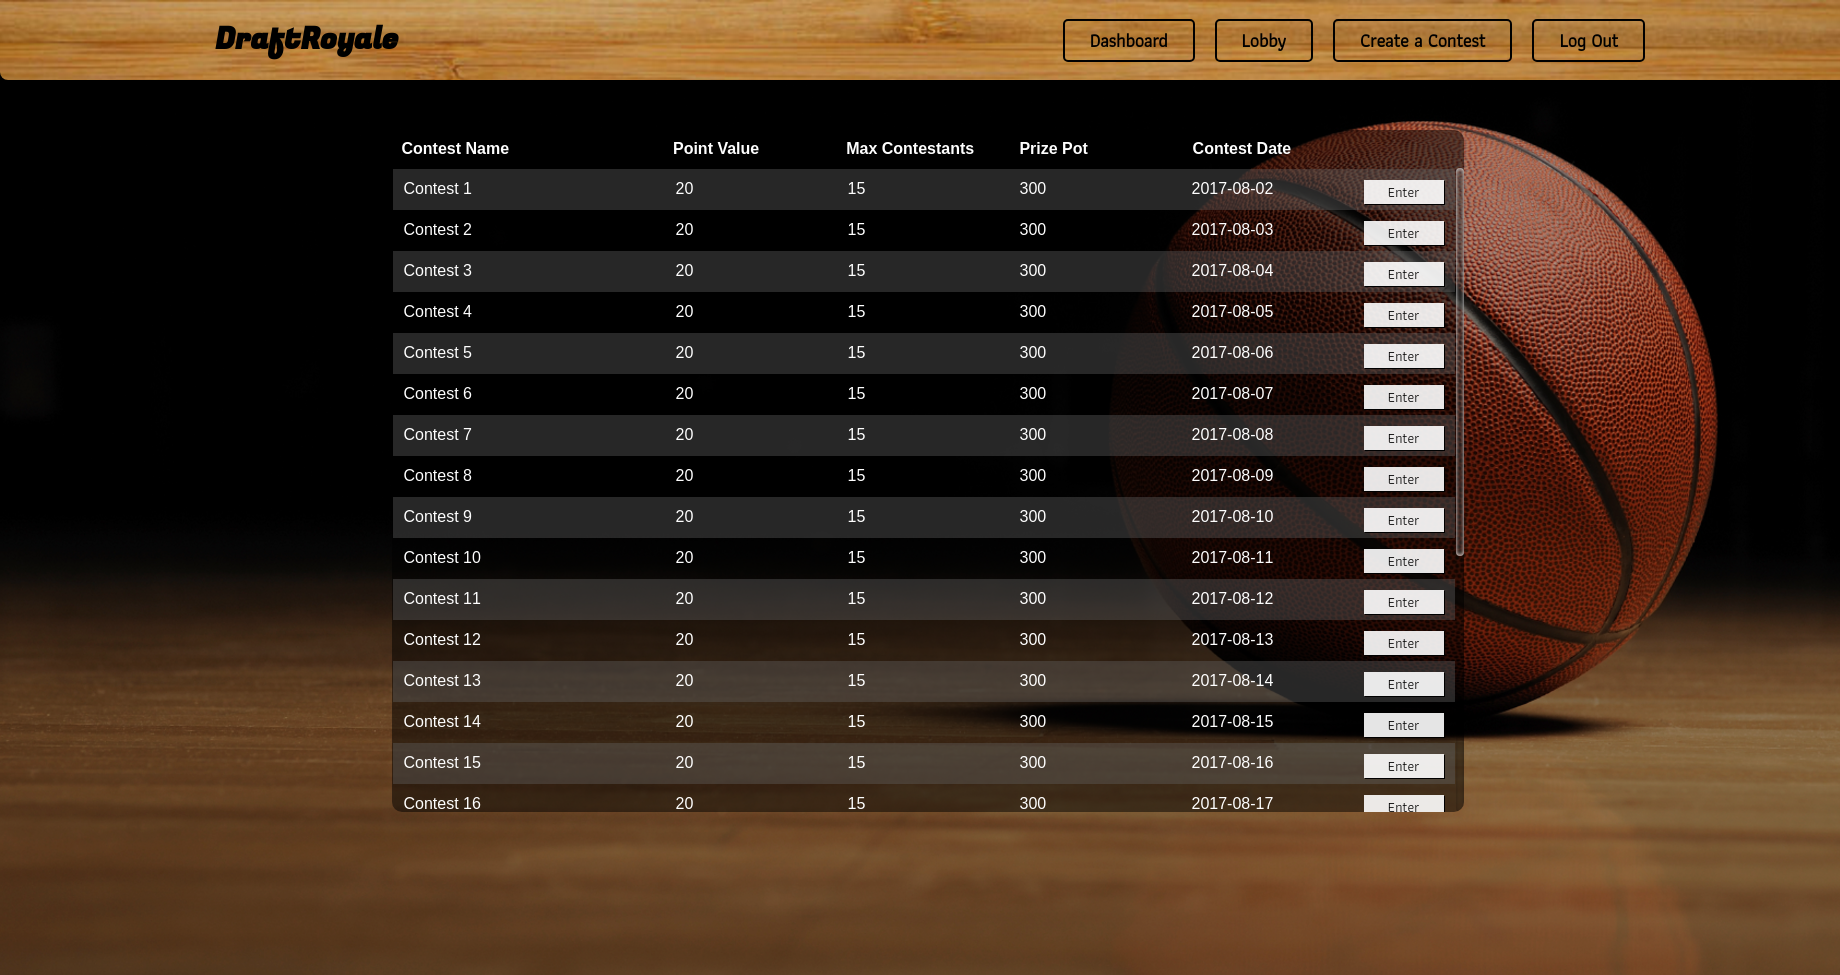 DraftRoyale Dashboard Lobby Create a Contest Log Out
Contest Name Point Value Max Contestants Prize Pot Contest Date
Contest 1 20 15 300 2017-08-02 Enter
Contest 2 20 15 300 2017-08-03 Enter
Contest 3 20 15 300 2017-08-04 Enter
Contest 4 20 15 300 2017-08-05 Enter
Contest 5 20 15 300 2017-08-06 Enter
Contest 6 20 15 300 2017-08-07 Enter
Contest 7 20 15 300 2017-08-08 Enter
Contest 8 20 15 300 2017-08-09 Enter
Contest 9 20 15 300 2017-08-10 Enter
Contest 10 20 15 300 2017-08-11 Enter
Contest 11 20 15 300 2017-08-12 Enter
Contest 12 20 15 300 2017-08-13 Enter
Contest 13 20 15 300 2017-08-14 Enter
Contest 14 20 15 300 2017-08-15 Enter
Contest 15 20 15 300 2017-08-16 Enter
Contest 16 20 15 300 2017-08-17 Enter